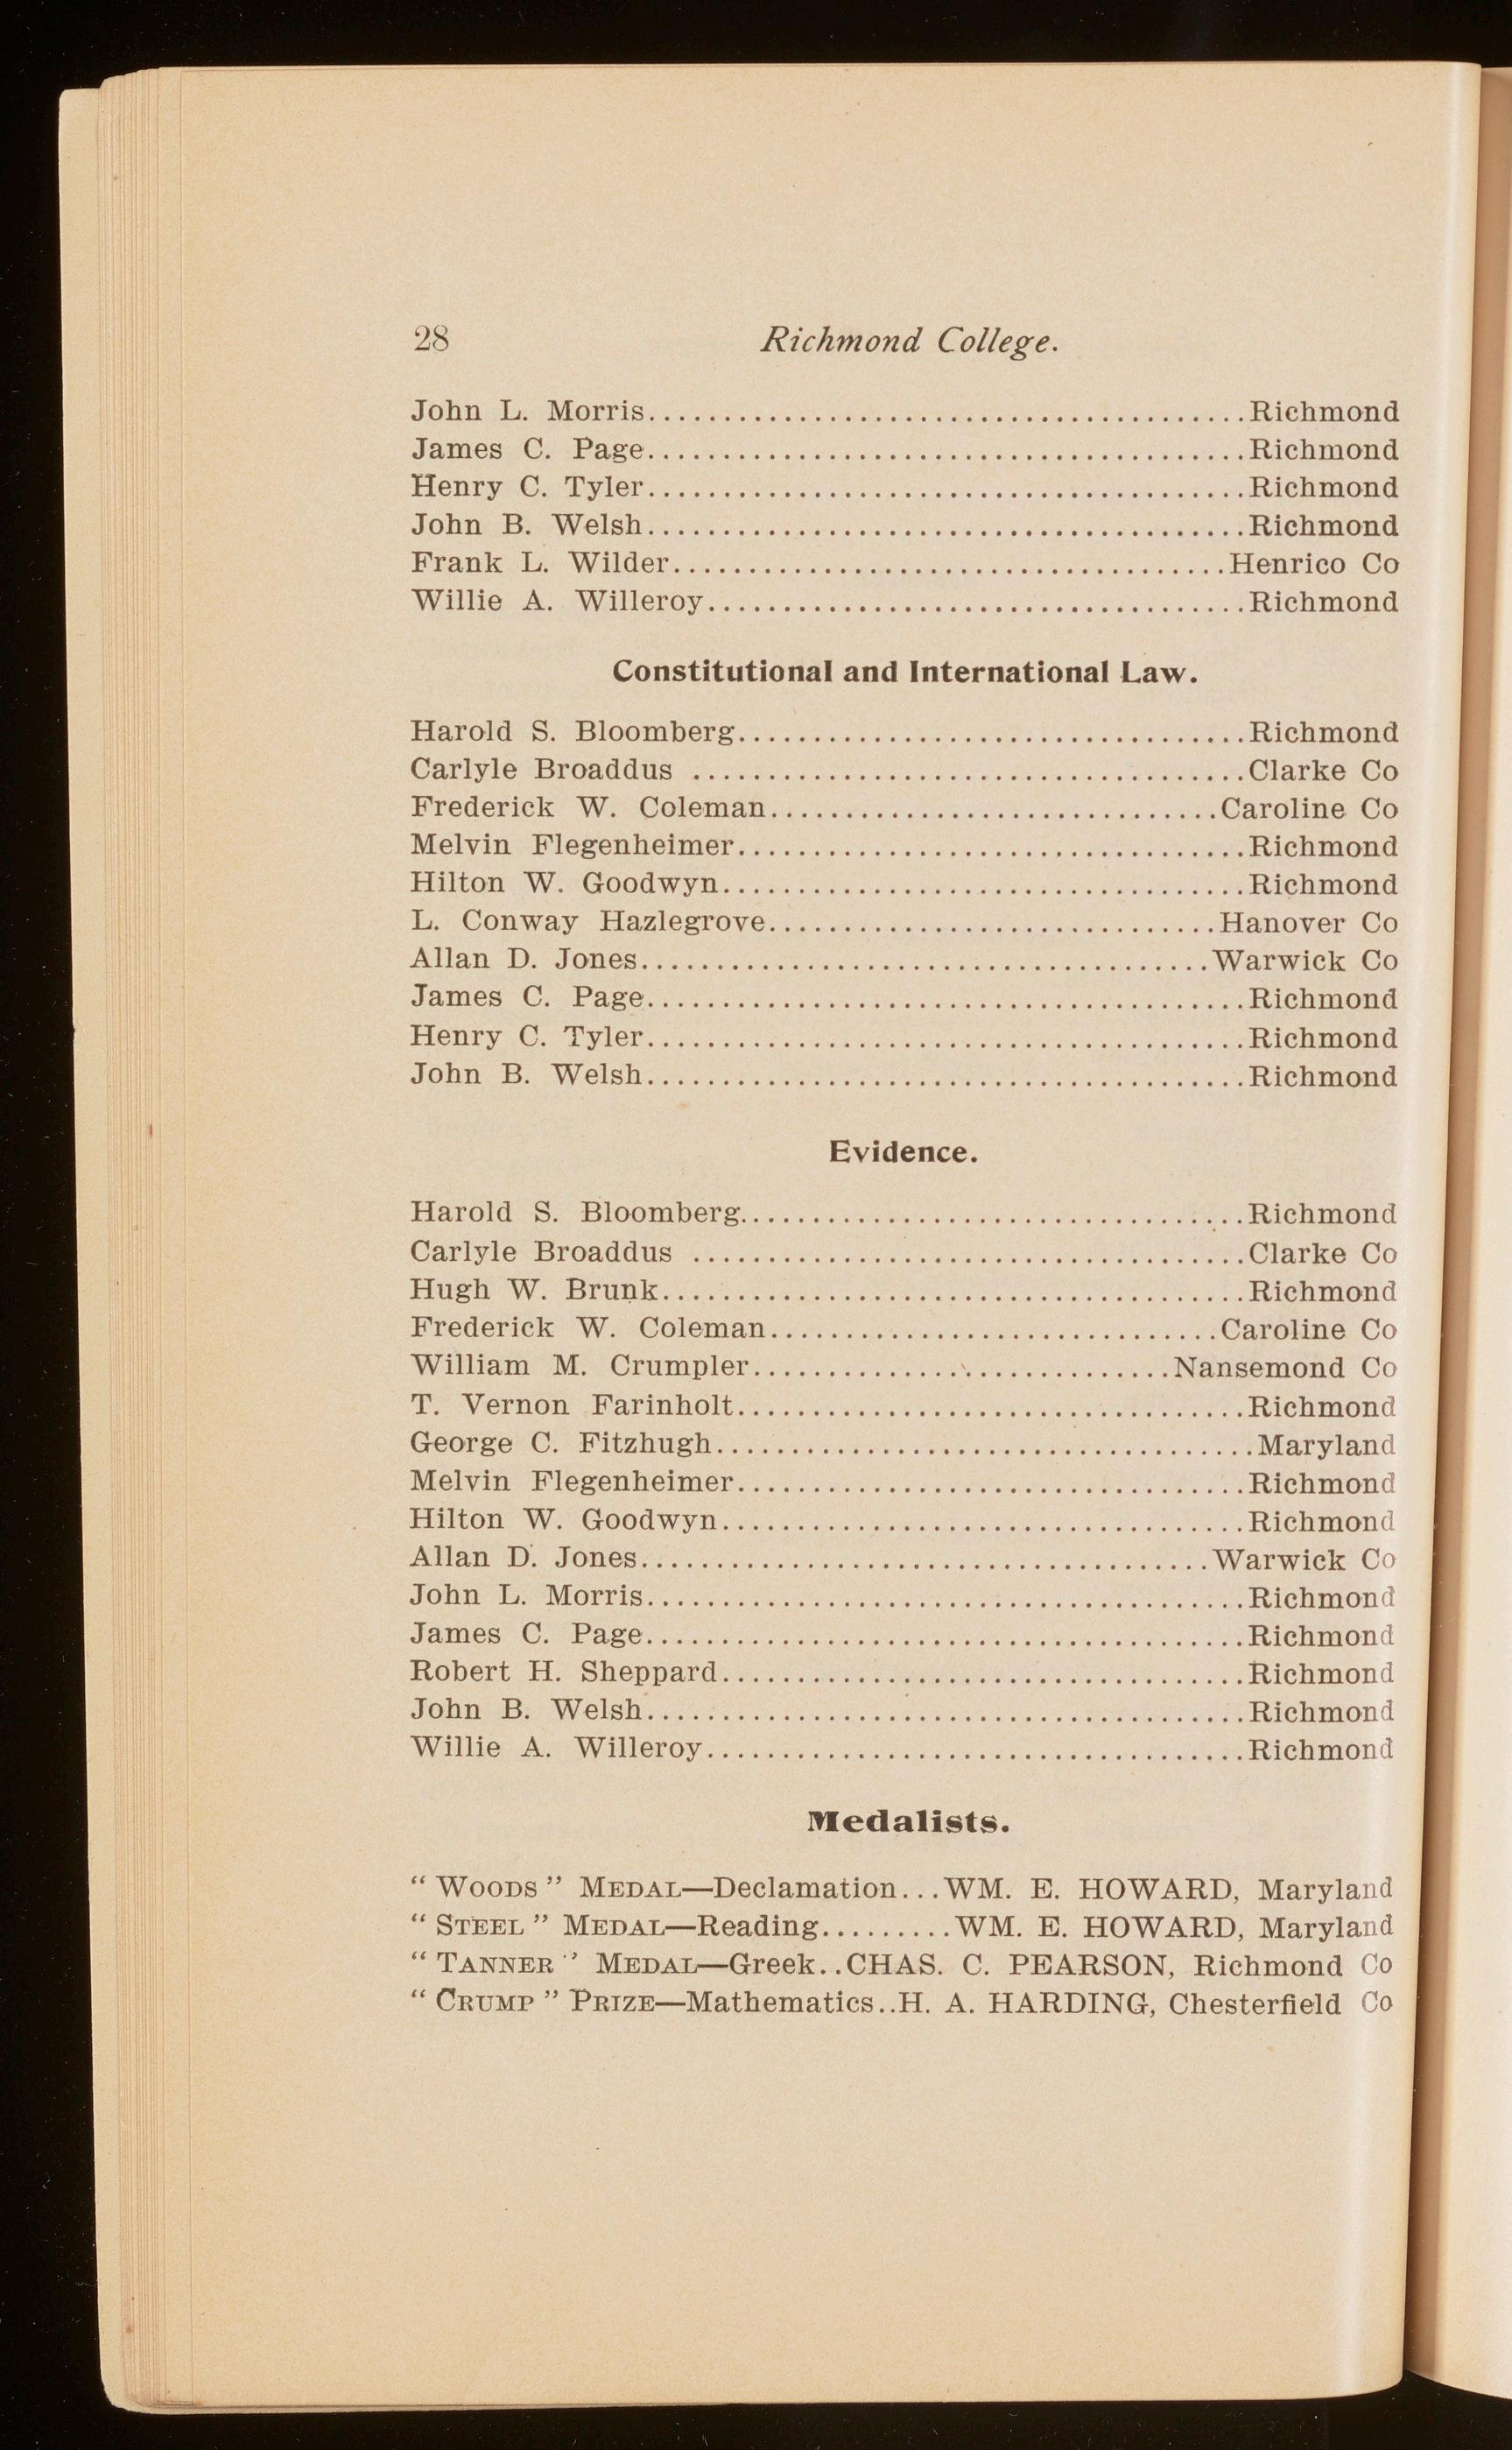 28 Richmond College.
John L. Morris........................................Richmond
James C. Page........................................Richmond
Henry C. Tyler........................................Richmond
John B. Welsh........................................Richmond
Frank L. Wilder.....................................Henrico Co
Willie A. Willeroy....................................Richmond
Constitutional and International Law.
Harold S. Bloomberg..................................Richmond
Carlyle Broaddus .....................................Clarke Co
Frederick W. Coleman..............................Caroline Co
Melvin Flegenheimer..................................Richmond
Hilton W. Goodwyn...................................Richmond
L. Conway Hazlegrove..............................Hanover Co
Allan D. Jones......................................Warwick Co
James C. Page........................................Richmond
Henry C. Tyler........................................Richmond
John B. Welsh........................................Richmond
Evidence.
Harold S. Bloomberg..................................Richmond
Carlyle Broaddus .....................................Clarke Co
Hugh W. Brunk.......................................Richmond
Frederick W. Coleman..............................Caroline Co
William M. Crumpler............................Nansemond Co
T. Vernon Farinholt..................................Richmond
George C. Fitzhugh....................................Maryland
Melvin Flegenheimer..................................Richmond
Hilton W. Goodwyn...................................Richmond
Allan D. Jones......................................Warwick Co
John L. Morris........................................Richmond
James C. Page........................................Richmond
Robert H. Sheppard...................................Richmond
John B. Welsh........................................Richmond
Willie A. Willeroy....................................Richmond
Medalists.
“ Woods ” Medal—Declamation...WM. E. HOWARD, Maryland
“ Steel ” Medal—Reading.........WM. E. HOWARD, Maryland
“ Tanner ” Medal—Greek..CHAS. C. PEARSON, Richmond Co
“ Crump ” Prize—Mathematics..H. A. HARDING, Chesterfield Co